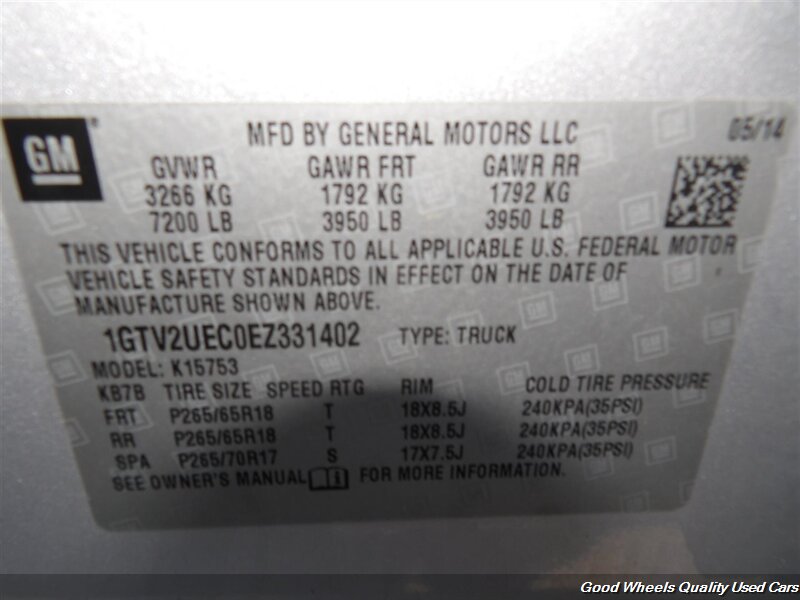 GM
MFD BY GENERAL MOTORS LLC 05/14
GVWR GAWR FRT GAWR RR
3266 KG 1792 KG 1792 KG
7200 LB 3950 LB 3950 LB
THIS VEHICLE CONFORMS TO ALL APPLICABLE U.S. FEDERAL MOTOR
VEHICLE SAFETY STANDARDS IN EFFECT ON THE DATE OF
MANUFACTURE SHOWN ABOVE.
1GTV2UEC0EZ331402 TYPE: TRUCK
MODEL: K15753
KB7B TIRE SIZE SPEED RTG RIM COLD TIRE PRESSURE
FRT P265/65R18 T 18X8.5J 240KPA(35PSI)
RR P265/65R18 T 18X8.5J 240KPA(35PSI)
SPA P265/70R17 S 17X7.5J 240KPA(35PSI)
SEE OWNER'S MANUAL FOR MORE INFORMATION.
Good Wheels Quality Used Cars